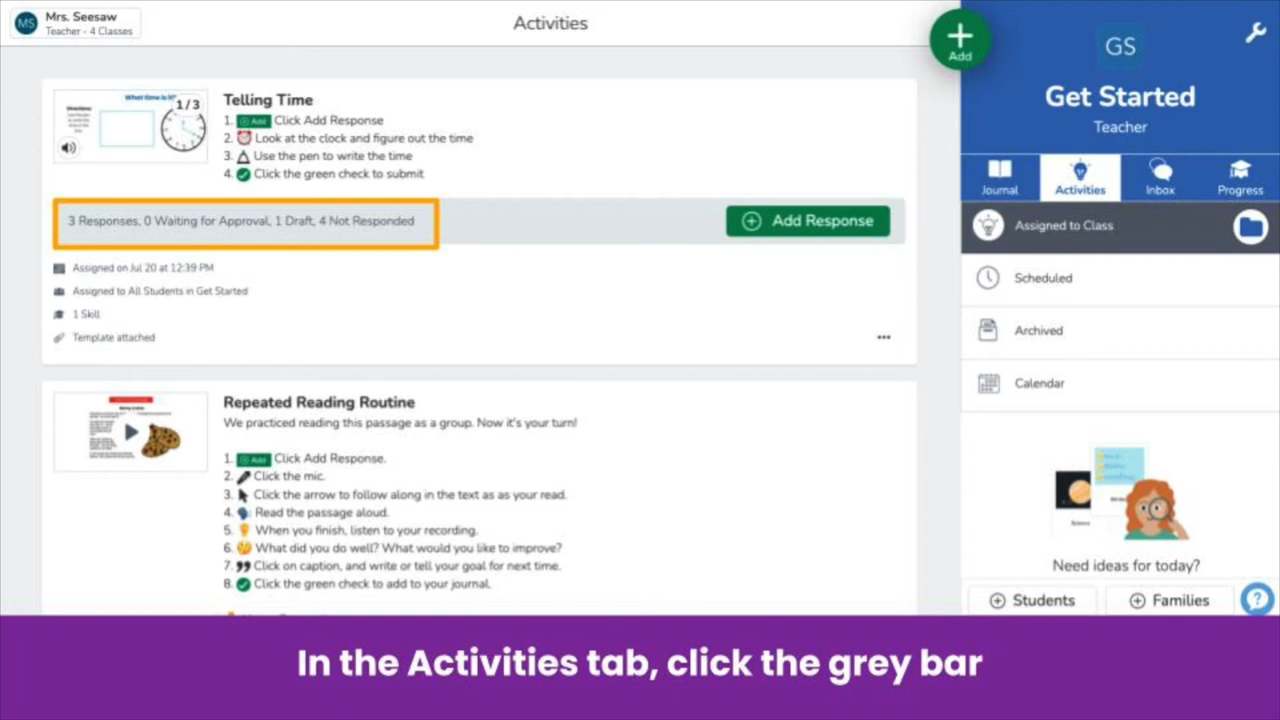 MS
Mrs. Seesaw
Teacher - 4 Classes
Activities
Add
GS
Get Started
Teacher
Journal
Activities
Inbox
Progress
Assigned to Class
Scheduled
Archived
Calendar
Need ideas for today?
Students
Families
?
What time is it?
1/3
Telling Time
1. Add Click Add Response
2. ⏰ Look at the clock and figure out the time
3. Use the pen to write the time
4. Click the green check to submit
3 Responses, 0 Waiting for Approval, 1 Draft, 4 Not Responded
Add Response
Assigned on Jul 20 at 12:39 PM
Assigned to All Students in Get Started
1 Skill
Template attached
Repeated Reading Routine
We practiced reading this passage as a group. Now it's your turn!
1. Add Click Add Response.
2. 🎤 Click the mic.
3. Click the arrow to follow along in the text as as your read.
4. 🗣 Read the passage aloud.
5. 👂 When you finish, listen to your recording.
6. 🤔 What did you do well? What would you like to improve?
7. Click on caption, and write or tell your goal for next time.
8. Click the green check to add to your journal.
In the Activities tab, click the grey bar